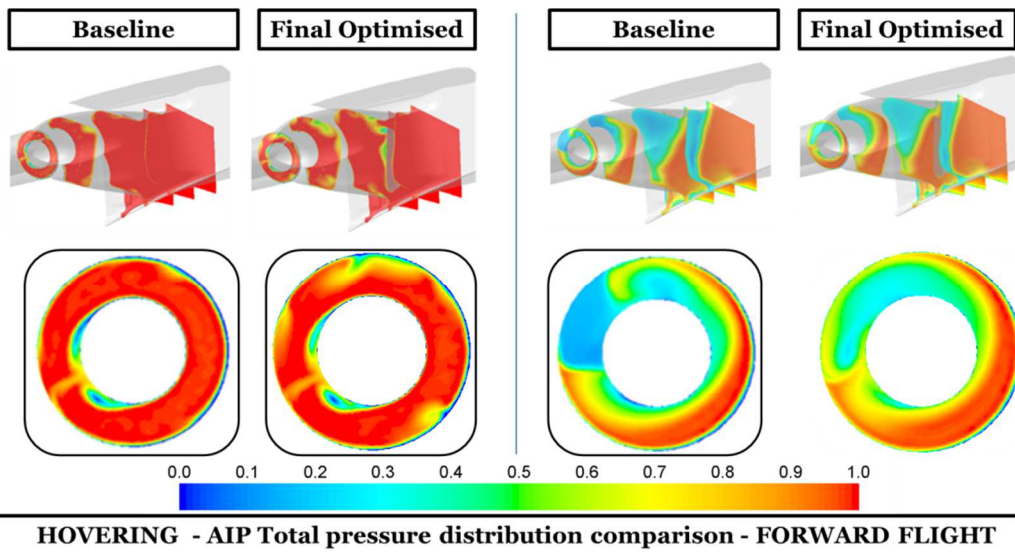 Baseline Final Optimised Baseline Final Optimised
0.0 0.1 0.2 0.3 0.4 0.5 0.6 0.7 0.8 0.9 1.0
HOVERING - AIP Total pressure distribution comparison - FORWARD FLIGHT